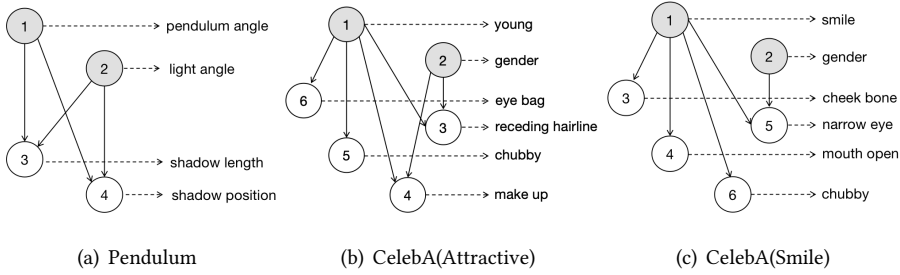 1
pendulum angle
2
light angle
3
shadow length
4
shadow position
(a) Pendulum
1
young
2
gender
6
eye bag
3
receding hairline
5
chubby
4
make up
(b) CelebA(Attractive)
1
smile
2
gender
3
cheek bone
5
narrow eye
4
mouth open
6
chubby
(c) CelebA(Smile)